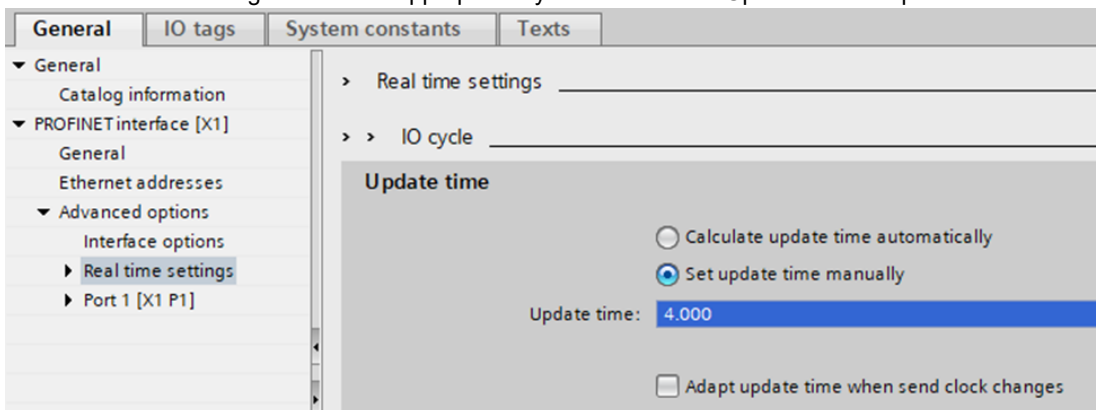 General IO tags System constants Texts
General
Catalog information
PROFINET interface [X1]
General
Ethernet addresses
Advanced options
Interface options
Real time settings
Port 1 [X1 P1]
Real time settings
IO cycle
Update time
Calculate update time automatically
Set update time manually
Update time: 4.000
Adapt update time when send clock changes